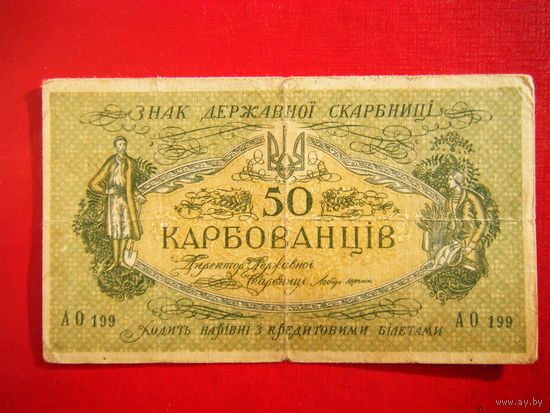 ЗНАК ДЕРЖАВНОЇ СКАРБНИЦІ
50
КАРБОВАНЦІВ
Директор Державної
Скарбниці
АО 199
АО 199
Ходить нарівні з кредитовими білетами
www.ay.by